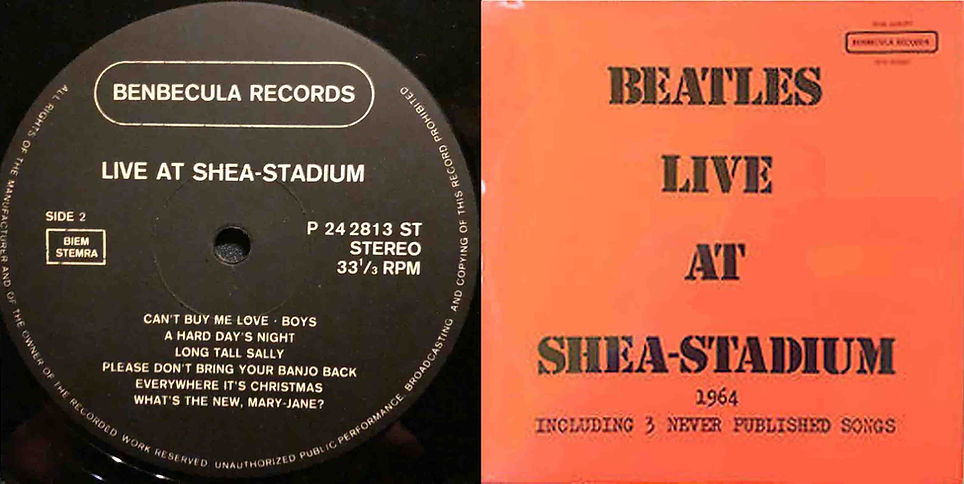 BENBECULA RECORDS
LIVE AT SHEA-STADIUM
SIDE 2
BIEM
STEMRA
P 24 2813 ST
STEREO
33 1/3 RPM
CAN'T BUY ME LOVE · BOYS
A HARD DAY'S NIGHT
LONG TALL SALLY
PLEASE DON'T BRING YOUR BANJO BACK
EVERYWHERE IT'S CHRISTMAS
WHAT'S THE NEW, MARY-JANE?
ALL RIGHTS OF THE MANUFACTURER AND OF THE OWNER OF THE RECORDED WORK RESERVED UNAUTHORIZED PUBLIC PERFORMANCE BROADCASTING AND COPYING OF THIS RECORD PROHIBITED
BENBECULA RECORDS
BEATLES
LIVE
AT
SHEA-STADIUM
1964
INCLUDING 3 NEVER PUBLISHED SONGS